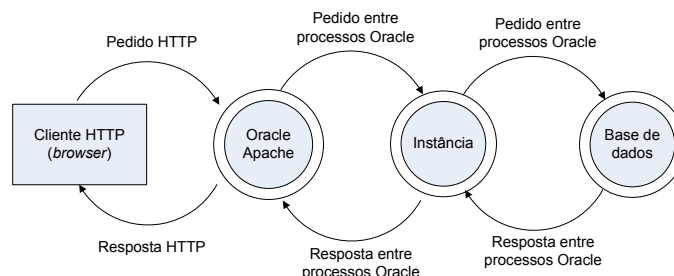 Pedido HTTP
Pedido entre
processos Oracle
Pedido entre
processos Oracle
Cliente HTTP
(browser)
Oracle
Apache
Instância
Base de
dados
Resposta HTTP
Resposta entre
processos Oracle
Resposta entre
processos Oracle